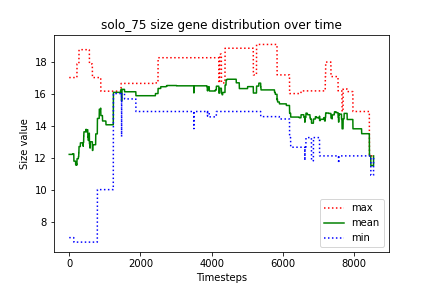 solo_75 size gene distribution over time
Size value
18
16
14
12
10
8
0
2000
4000
6000
8000
Timesteps
max
mean
min